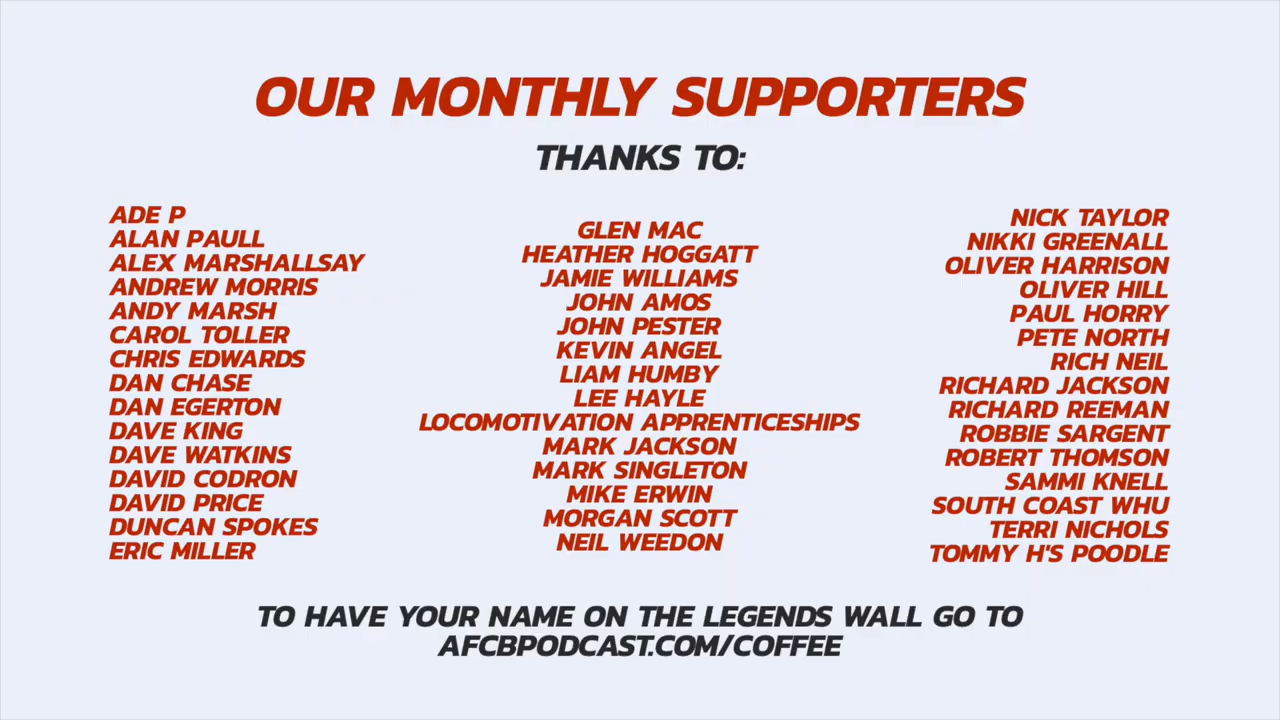 OUR MONTHLY SUPPORTERS
THANKS TO:
ADE P
ALAN PAULL
ALEX MARSHALLSAY
ANDREW MORRIS
ANDY MARSH
CAROL TOLLER
CHRIS EDWARDS
DAN CHASE
DAN EGERTON
DAVE KING
DAVE WATKINS
DAVID CODRON
DAVID PRICE
DUNCAN SPOKES
ERIC MILLER
GLEN MAC
HEATHER HOGGATT
JAMIE WILLIAMS
JOHN AMOS
JOHN PESTER
KEVIN ANGEL
LIAM HUMBY
LEE HAYLE
LOCOMOTIVATION APPRENTICESHIPS
MARK JACKSON
MARK SINGLETON
MIKE ERWIN
MORGAN SCOTT
NEIL WEEDON
NICK TAYLOR
NIKKI GREENALL
OLIVER HARRISON
OLIVER HILL
PAUL HORRY
PETE NORTH
RICH NEIL
RICHARD JACKSON
RICHARD REEMAN
ROBBIE SARGENT
ROBERT THOMSON
SAMMI KNELL
SOUTH COAST WHU
TERRI NICHOLS
TOMMY H'S POODLE
TO HAVE YOUR NAME ON THE LEGENDS WALL GO TO
AFCBPODCAST.COM/COFFEE